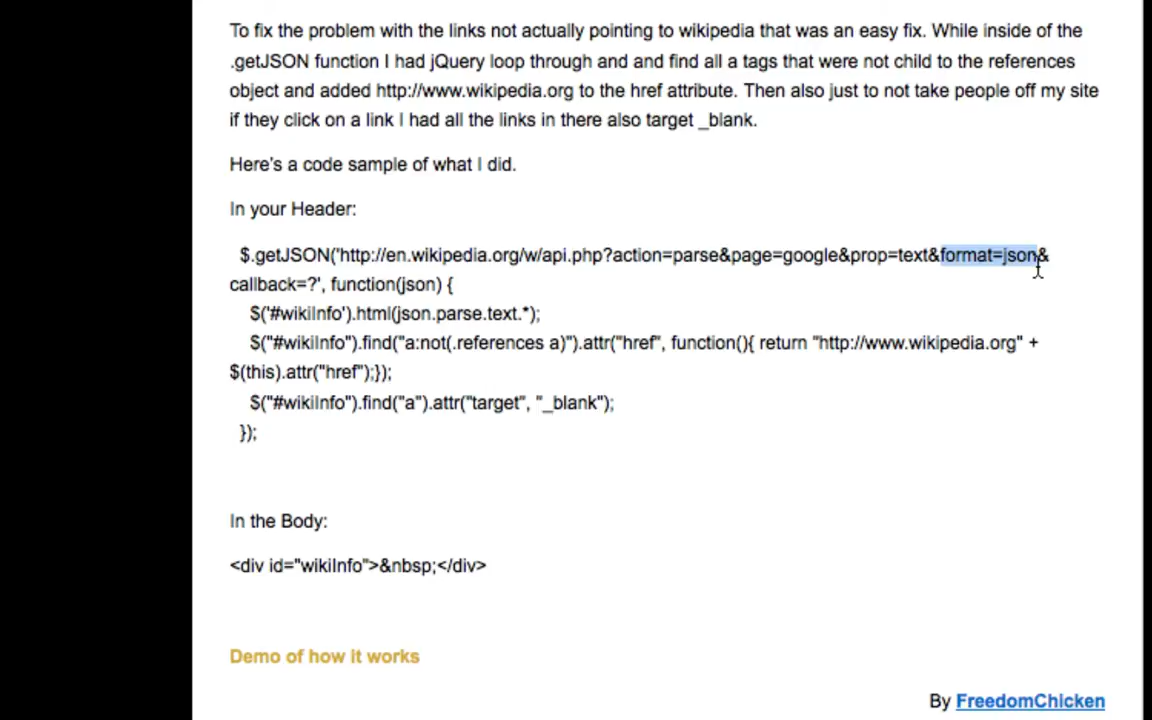 To fix the problem with the links not actually pointing to wikipedia that was an easy fix. While inside of the
.getJSON function I had jQuery loop through and and find all a tags that were not child to the references
object and added http://www.wikipedia.org to the href attribute. Then also just to not take people off my site
if they click on a link I had all the links in there also target _blank.
Here's a code sample of what I did.
In your Header:
$.getJSON('http://en.wikipedia.org/w/api.php?action=parse&page=google&prop=text&format=json&
callback=?', function(json) {
$('#wikiInfo').html(json.parse.text.*);
$("#wikiInfo").find("a:not(.references a)").attr("href", function(){ return "http://www.wikipedia.org" +
$(this).attr("href");});
$("#wikiInfo").find("a").attr("target", "_blank");
});
In the Body:
<div id="wikiInfo">&nbsp;</div>
Demo of how it works
By FreedomChicken